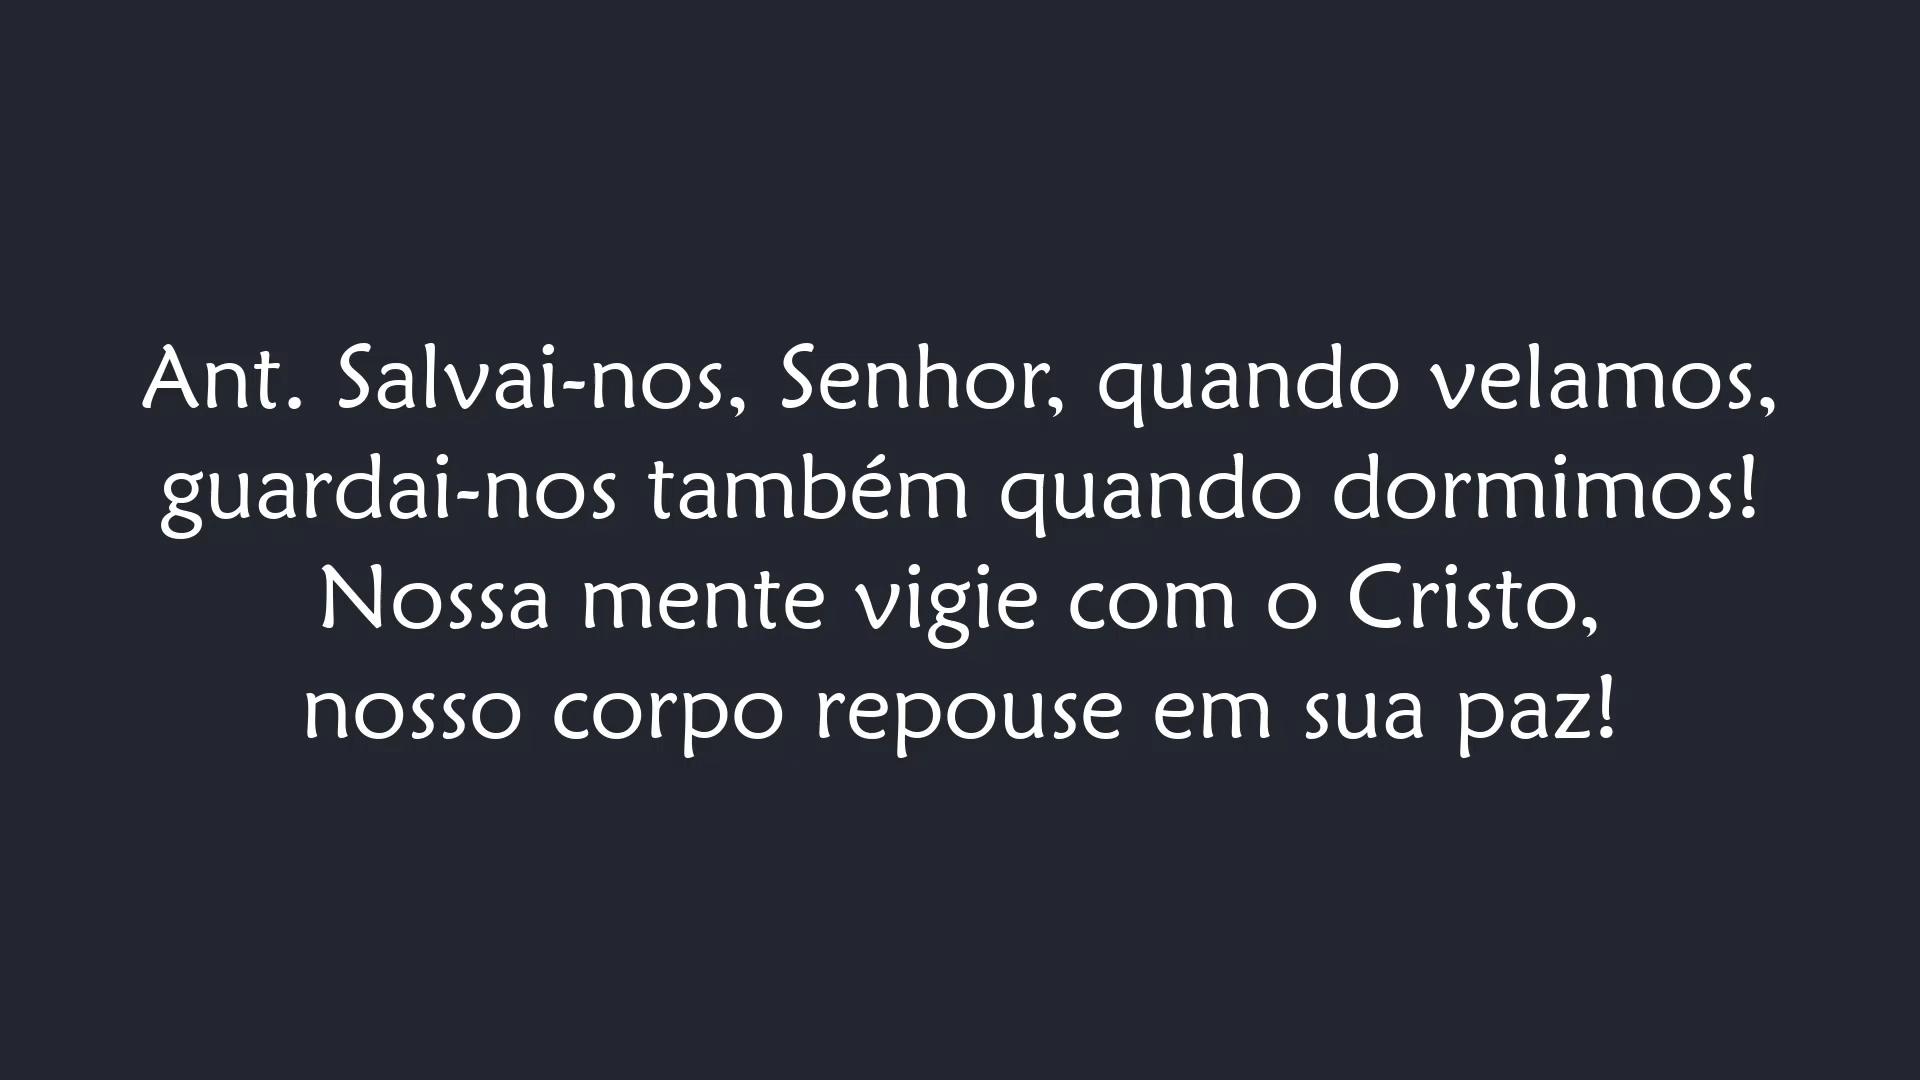 Ant. Salvai-nos, Senhor, quando velamos,
guardai-nos também quando dormimos!
Nossa mente vigie com o Cristo,
nosso corpo repouse em sua paz!